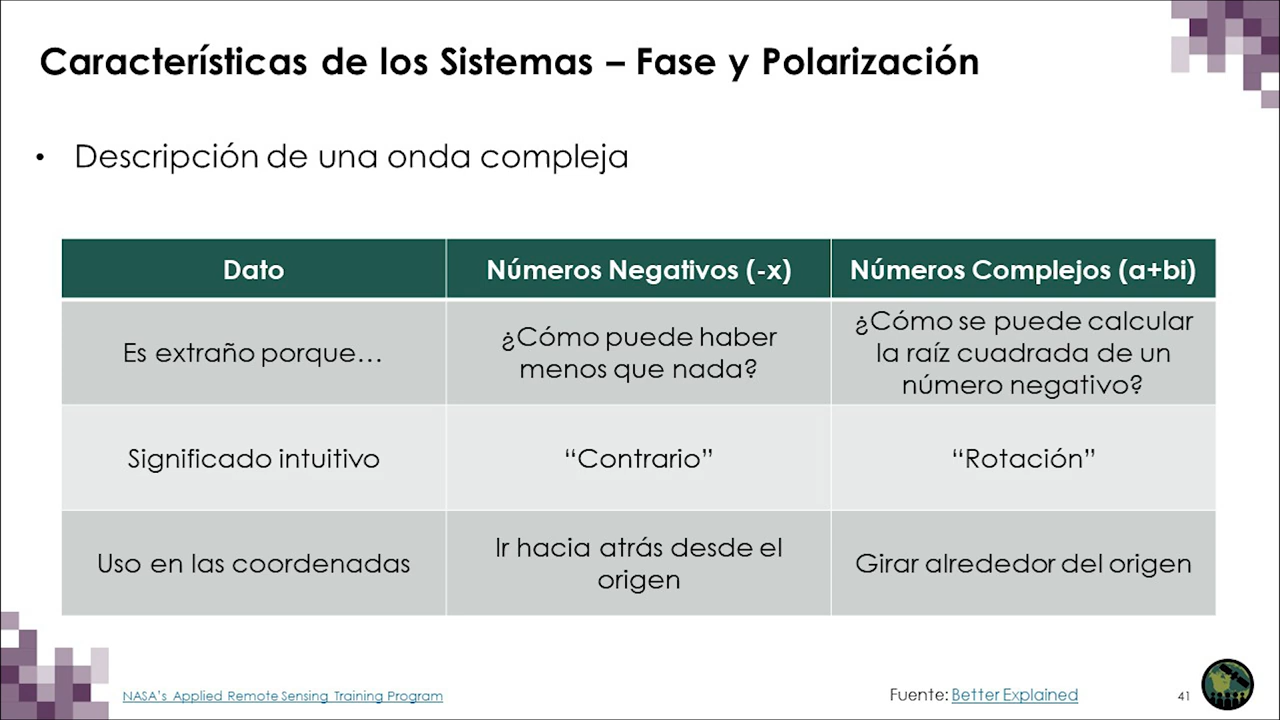 Características de los Sistemas – Fase y Polarización
• Descripción de una onda compleja
Dato
Números Negativos (-x)
Números Complejos (a+bi)
Es extraño porque…
¿Cómo puede haber
menos que nada?
¿Cómo se puede calcular
la raíz cuadrada de un
número negativo?
Significado intuitivo
“Contrario”
“Rotación”
Uso en las coordenadas
Ir hacia atrás desde el
origen
Girar alrededor del origen
NASA's Applied Remote Sensing Training Program
Fuente: Better Explained
41